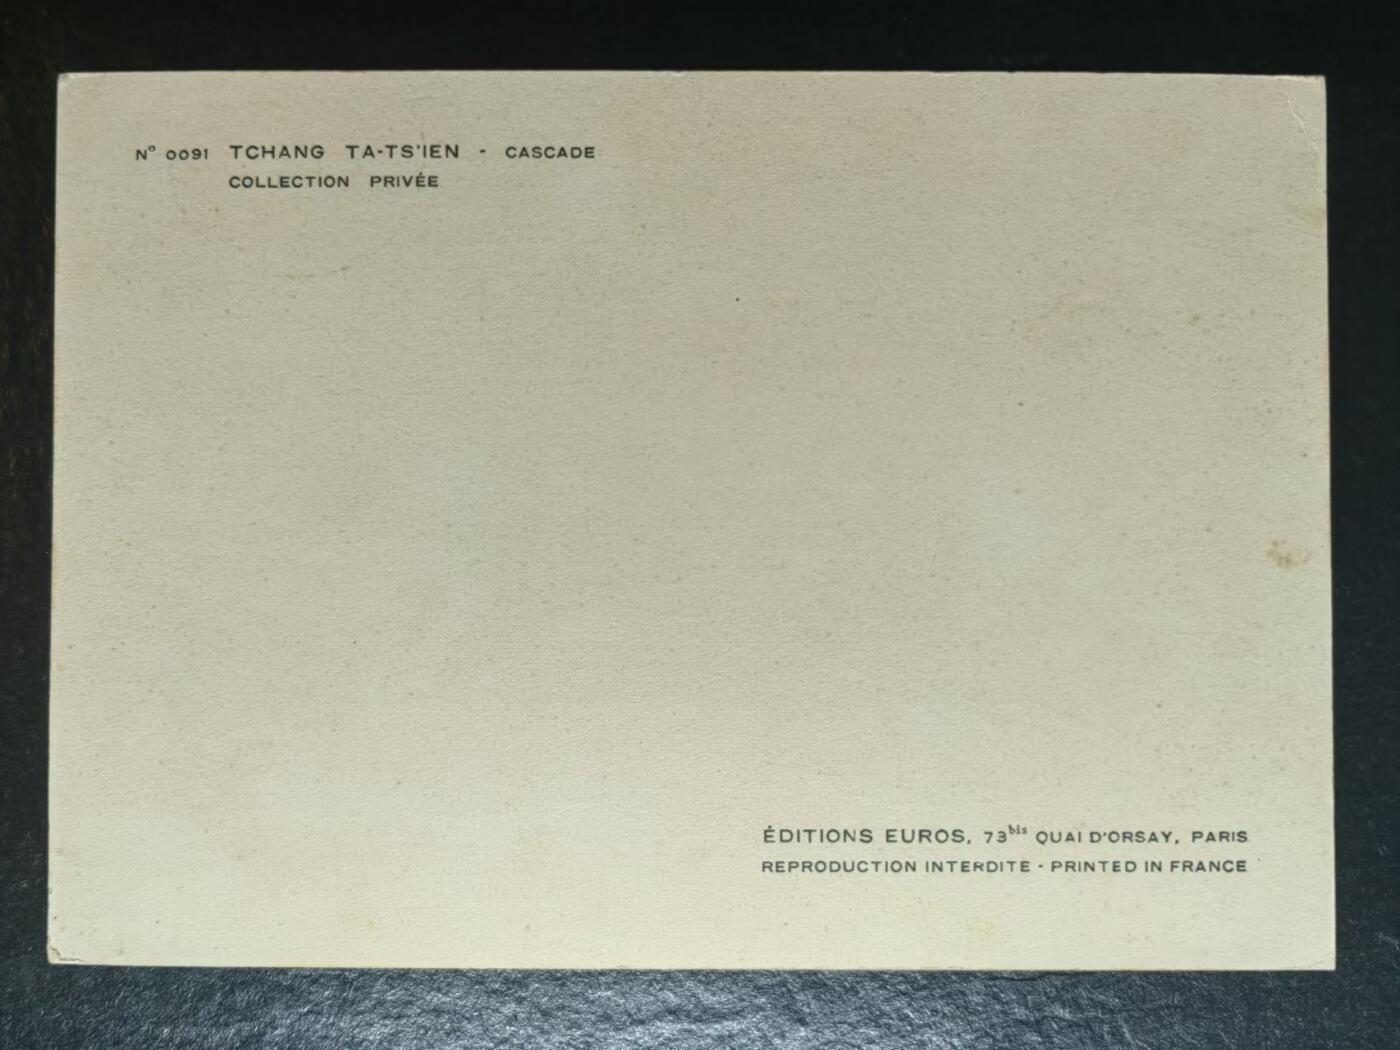 Nº 0091 TCHANG TA-TS'IEN - CASCADE
COLLECTION PRIVÉE
ÉDITIONS EUROS, 73bis QUAI D'ORSAY, PARIS
REPRODUCTION INTERDITE - PRINTED IN FRANCE